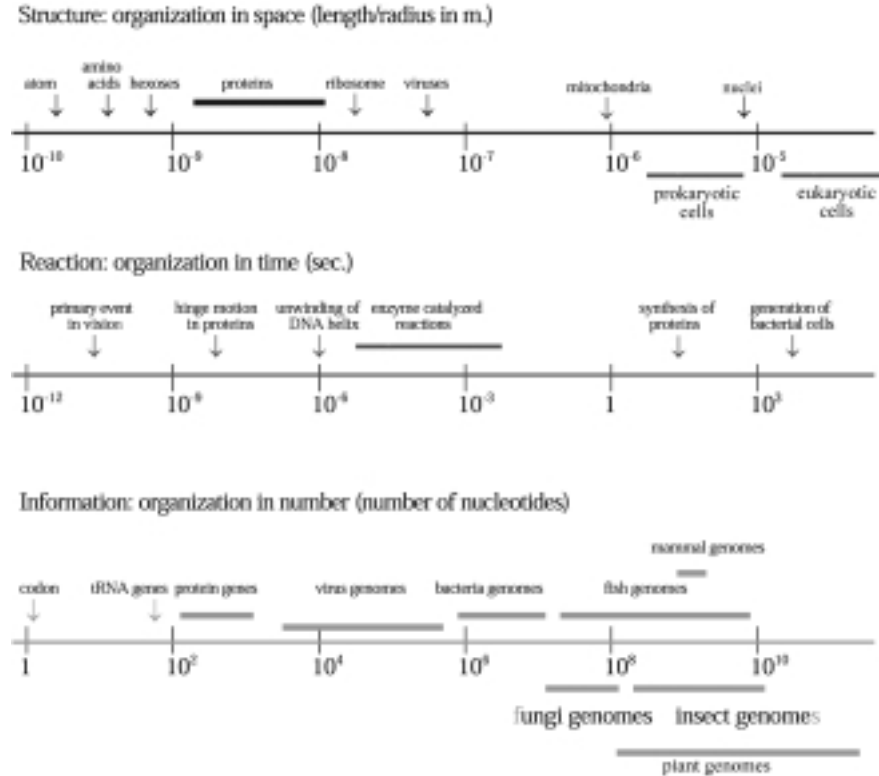 Structure: organization in space (length/radius in m.)
amino
atom acids hexoses proteins ribosome viruses mitochondria nuclei
10⁻¹⁰ 10⁻⁹ 10⁻⁸ 10⁻⁷ 10⁻⁶ 10⁻⁵
prokaryotic eukaryotic
cells cells
Reaction: organization in time (sec.)
primary event hinge motion unwinding of enzyme catalyzed synthesis of generation of
in vision in proteins DNA helix reactions proteins bacterial cells
10⁻¹² 10⁻⁹ 10⁻⁶ 10⁻³ 1 10³
Information: organization in number (number of nucleotides)
mammal genomes
codon tRNA genes protein genes virus genomes bacteria genomes fish genomes
1 10² 10⁴ 10⁶ 10⁸ 10¹⁰
fungi genomes insect genomes
plant genomes